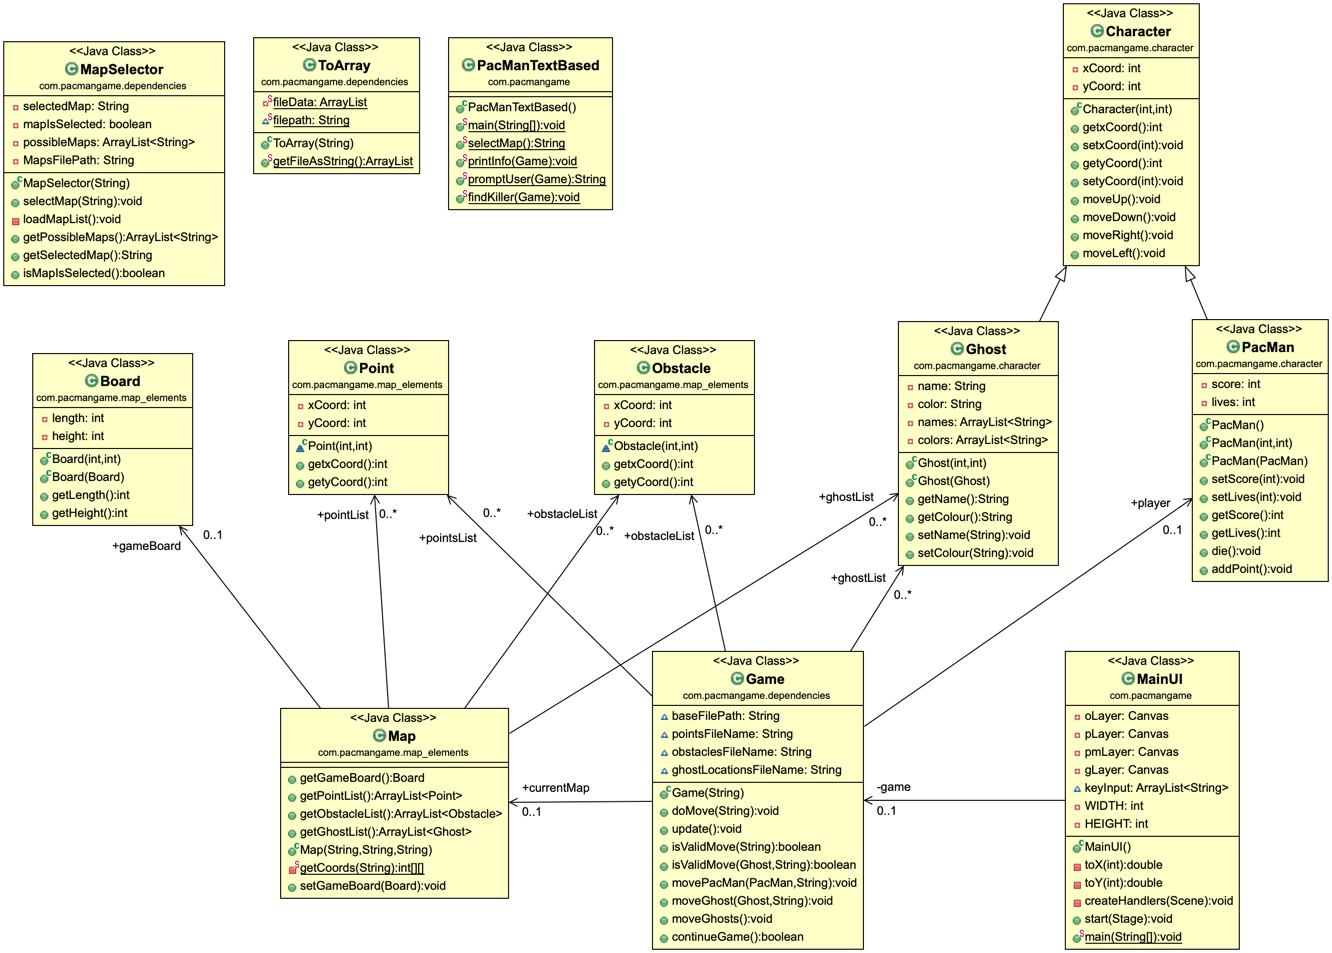 <<Java Class>>
MapSelector
com.pacmangame.dependencies
selectedMap: String
mapIsSelected: boolean
possibleMaps: ArrayList<String>
MapsFilePath: String
MapSelector(String)
selectMap(String):void
loadMapList():void
getPossibleMaps():ArrayList<String>
getSelectedMap():String
isMapIsSelected():boolean
<<Java Class>>
ToArray
com.pacmangame.dependencies
fileData: ArrayList
filepath: String
ToArray(String)
getFileAsString():ArrayList
<<Java Class>>
PacManTextBased
com.pacmangame
PacManTextBased()
main(String[]):void
selectMap():String
printInfo(Game):void
promptUser(Game):String
findKiller(Game):void
<<Java Class>>
Character
com.pacmangame.character
xCoord: int
yCoord: int
Character(int,int)
getxCoord():int
setxCoord(int):void
getyCoord():int
setyCoord(int):void
moveUp():void
moveDown():void
moveRight():void
moveLeft():void
<<Java Class>>
Board
com.pacmangame.map_elements
length: int
height: int
Board(int,int)
Board(Board)
getLength():int
getHeight():int
<<Java Class>>
Point
com.pacmangame.map_elements
xCoord: int
yCoord: int
Point(int,int)
getxCoord():int
getyCoord():int
<<Java Class>>
Obstacle
com.pacmangame.map_elements
xCoord: int
yCoord: int
Obstacle(int,int)
getxCoord():int
getyCoord():int
<<Java Class>>
Ghost
com.pacmangame.character
name: String
color: String
names: ArrayList<String>
colors: ArrayList<String>
Ghost(int,int)
Ghost(Ghost)
getName():String
getColour():String
setName(String):void
setColour(String):void
<<Java Class>>
PacMan
com.pacmangame.character
score: int
lives: int
PacMan()
PacMan(int,int)
PacMan(PacMan)
setScore(int):void
setLives(int):void
getScore():int
getLives():int
die():void
addPoint():void
+gameBoard
0..1
+pointList
0..*
+pointsList
0..*
+obstacleList
0..*
+obstacleList
0..*
+ghostList
0..*
+ghostList
0..*
+player
0..1
<<Java Class>>
Map
com.pacmangame.map_elements
getGameBoard():Board
getPointList():ArrayList<Point>
getObstacleList():ArrayList<Obstacle>
getGhostList():ArrayList<Ghost>
Map(String,String,String)
getCoords(String):int[][]
setGameBoard(Board):void
+currentMap
0..1
<<Java Class>>
Game
com.pacmangame.dependencies
baseFilePath: String
pointsFileName: String
obstaclesFileName: String
ghostLocationsFileName: String
Game(String)
doMove(String):void
update():void
isValidMove(String):boolean
isValidMove(Ghost,String):boolean
movePacMan(PacMan,String):void
moveGhost(Ghost,String):void
moveGhosts():void
continueGame():boolean
-game
0..1
<<Java Class>>
MainUI
com.pacmangame
oLayer: Canvas
pLayer: Canvas
pmLayer: Canvas
gLayer: Canvas
keyInput: ArrayList<String>
WIDTH: int
HEIGHT: int
MainUI()
toX(int):double
toY(int):double
createHandlers(Scene):void
start(Stage):void
main(String[]):void